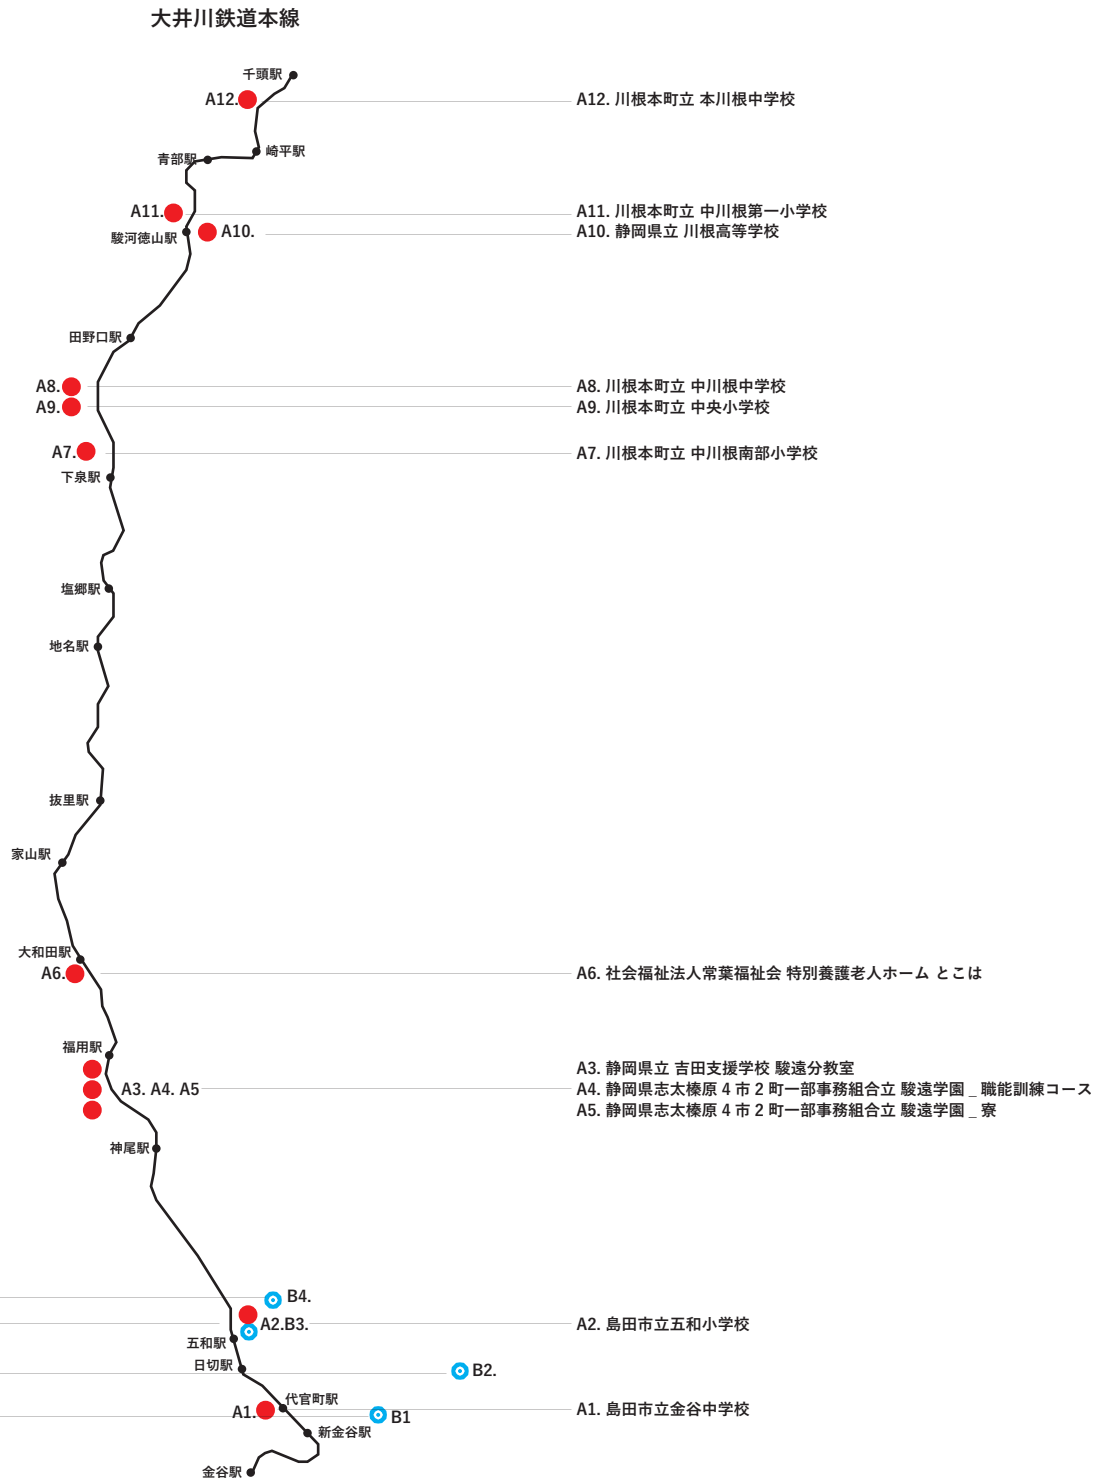 大井川鉄道本線
千頭駅
A12.
A12. 川根本町立 本川根中学校
崎平駅
青部駅
A11.
A11. 川根本町立 中川根第一小学校
駿河徳山駅
A10.
A10. 静岡県立 川根高等学校
田野口駅
A8.
A8. 川根本町立 中川根中学校
A9.
A9. 川根本町立 中央小学校
A7.
A7. 川根本町立 中川根南部小学校
下泉駅
塩郷駅
地名駅
抜里駅
家山駅
大和田駅
A6.
A6. 社会福祉法人常葉福祉会 特別養護老人ホーム とこは
福用駅
A3. 静岡県立 吉田支援学校 駿遠分教室
A3. A4. A5
A4. 静岡県志太榛原 4 市 2 町一部事務組合立 駿遠学園 _ 職能訓練コース
A5. 静岡県志太榛原 4 市 2 町一部事務組合立 駿遠学園 _ 寮
神尾駅
B4.
A2.B3.
A2. 島田市立五和小学校
五和駅
日切駅
B2.
代官町駅
A1.
A1. 島田市立金谷中学校
B1
新金谷駅
金谷駅